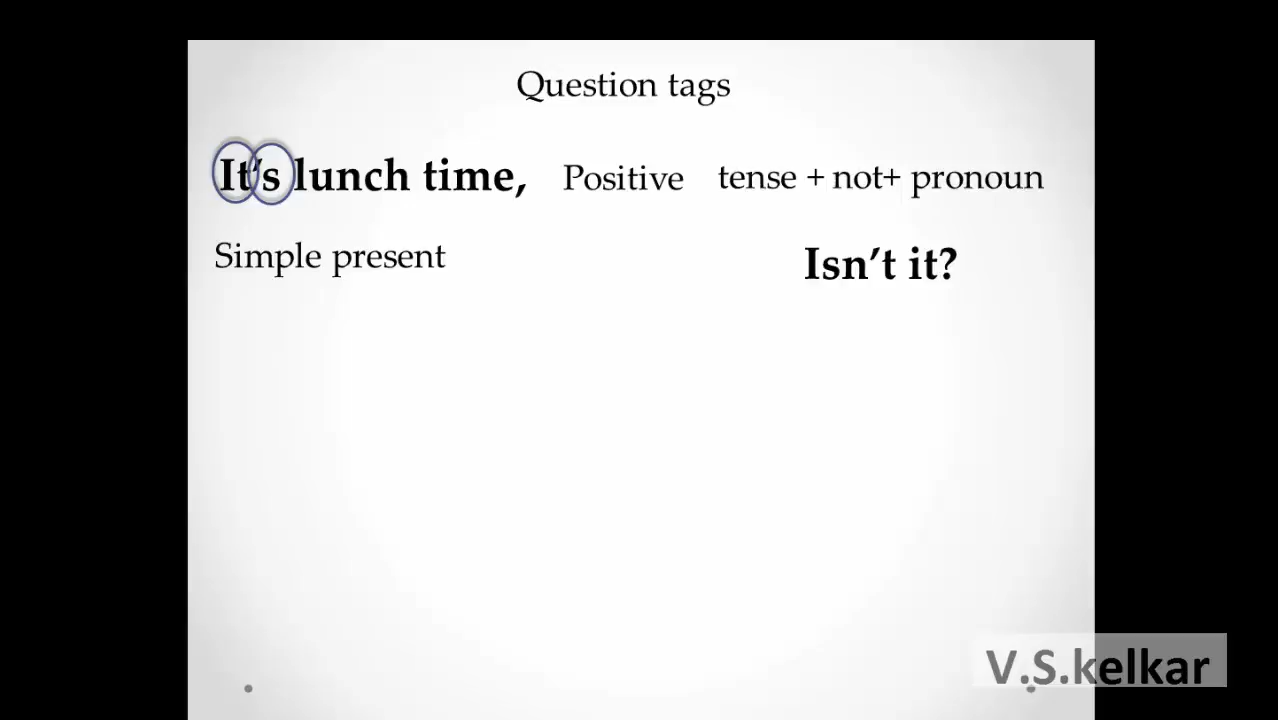 Question tags
It's lunch time, Positive tense + not+ pronoun
Simple present Isn't it?
V.S.kelkar